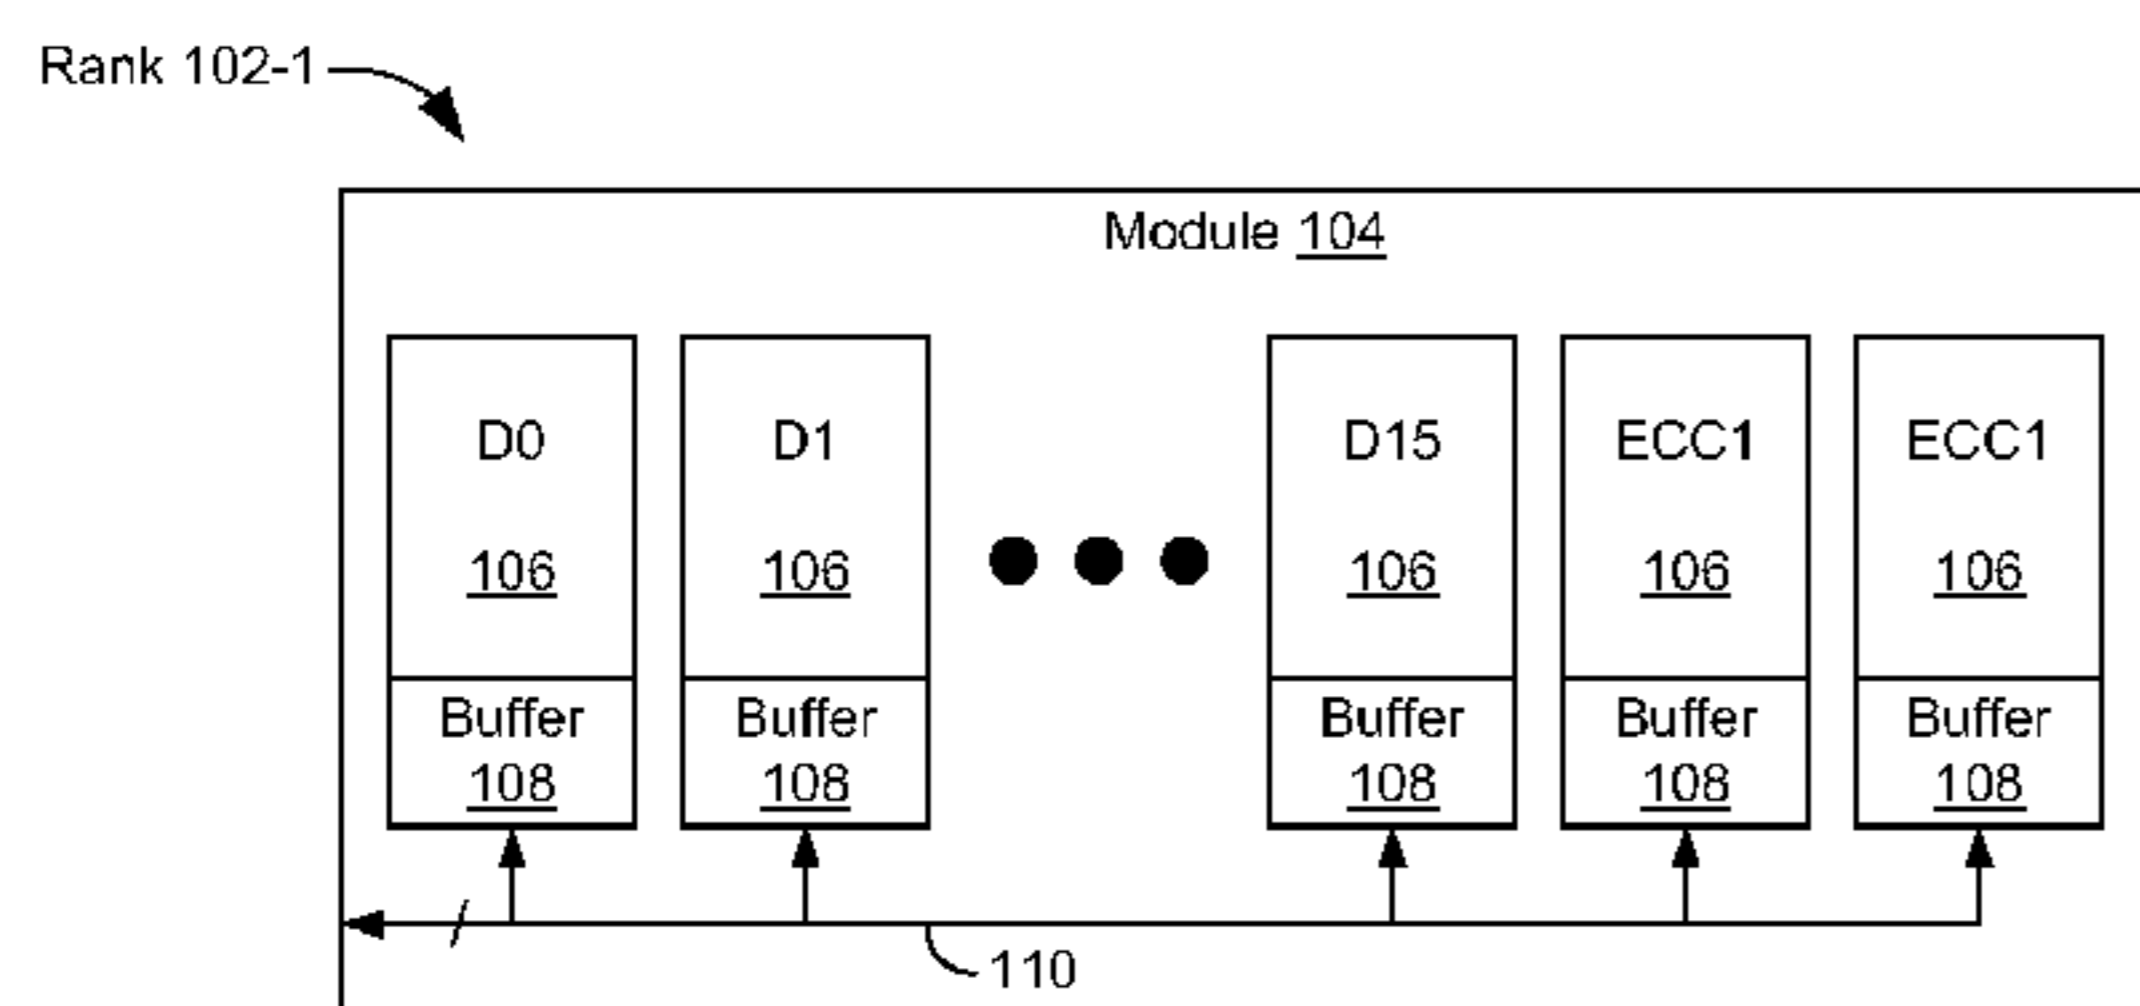 Rank 102-1
Module 104
D0 D1 D15 ECC1 ECC1
106 106 106 106 106
Buffer Buffer Buffer Buffer Buffer
108 108 108 108 108
110